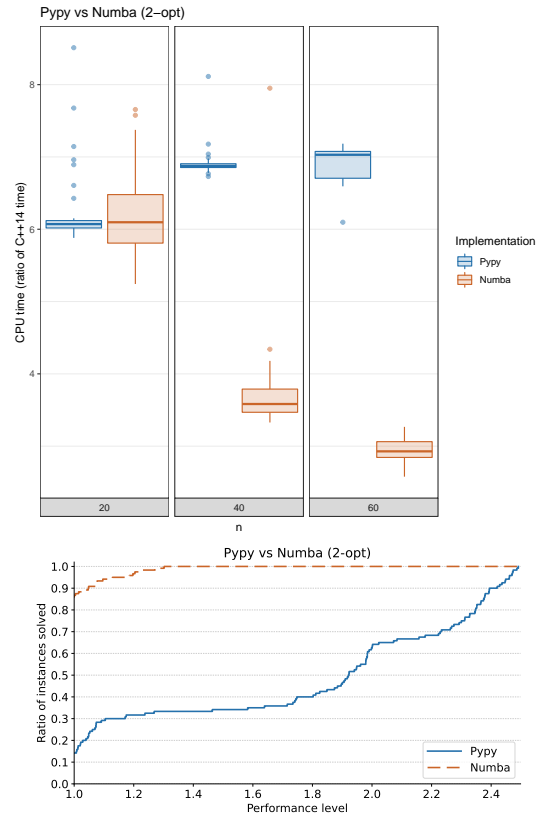 Pypy vs Numba (2−opt)
CPU time (ratio of C++14 time)
8
6
4
20
40
60
n
Implementation
Pypy
Numba
Pypy vs Numba (2-opt)
Ratio of instances solved
1.0
0.9
0.8
0.7
0.6
0.5
0.4
0.3
0.2
0.1
0.0
Pypy
Numba
1.0 1.2 1.4 1.6 1.8 2.0 2.2 2.4
Performance level